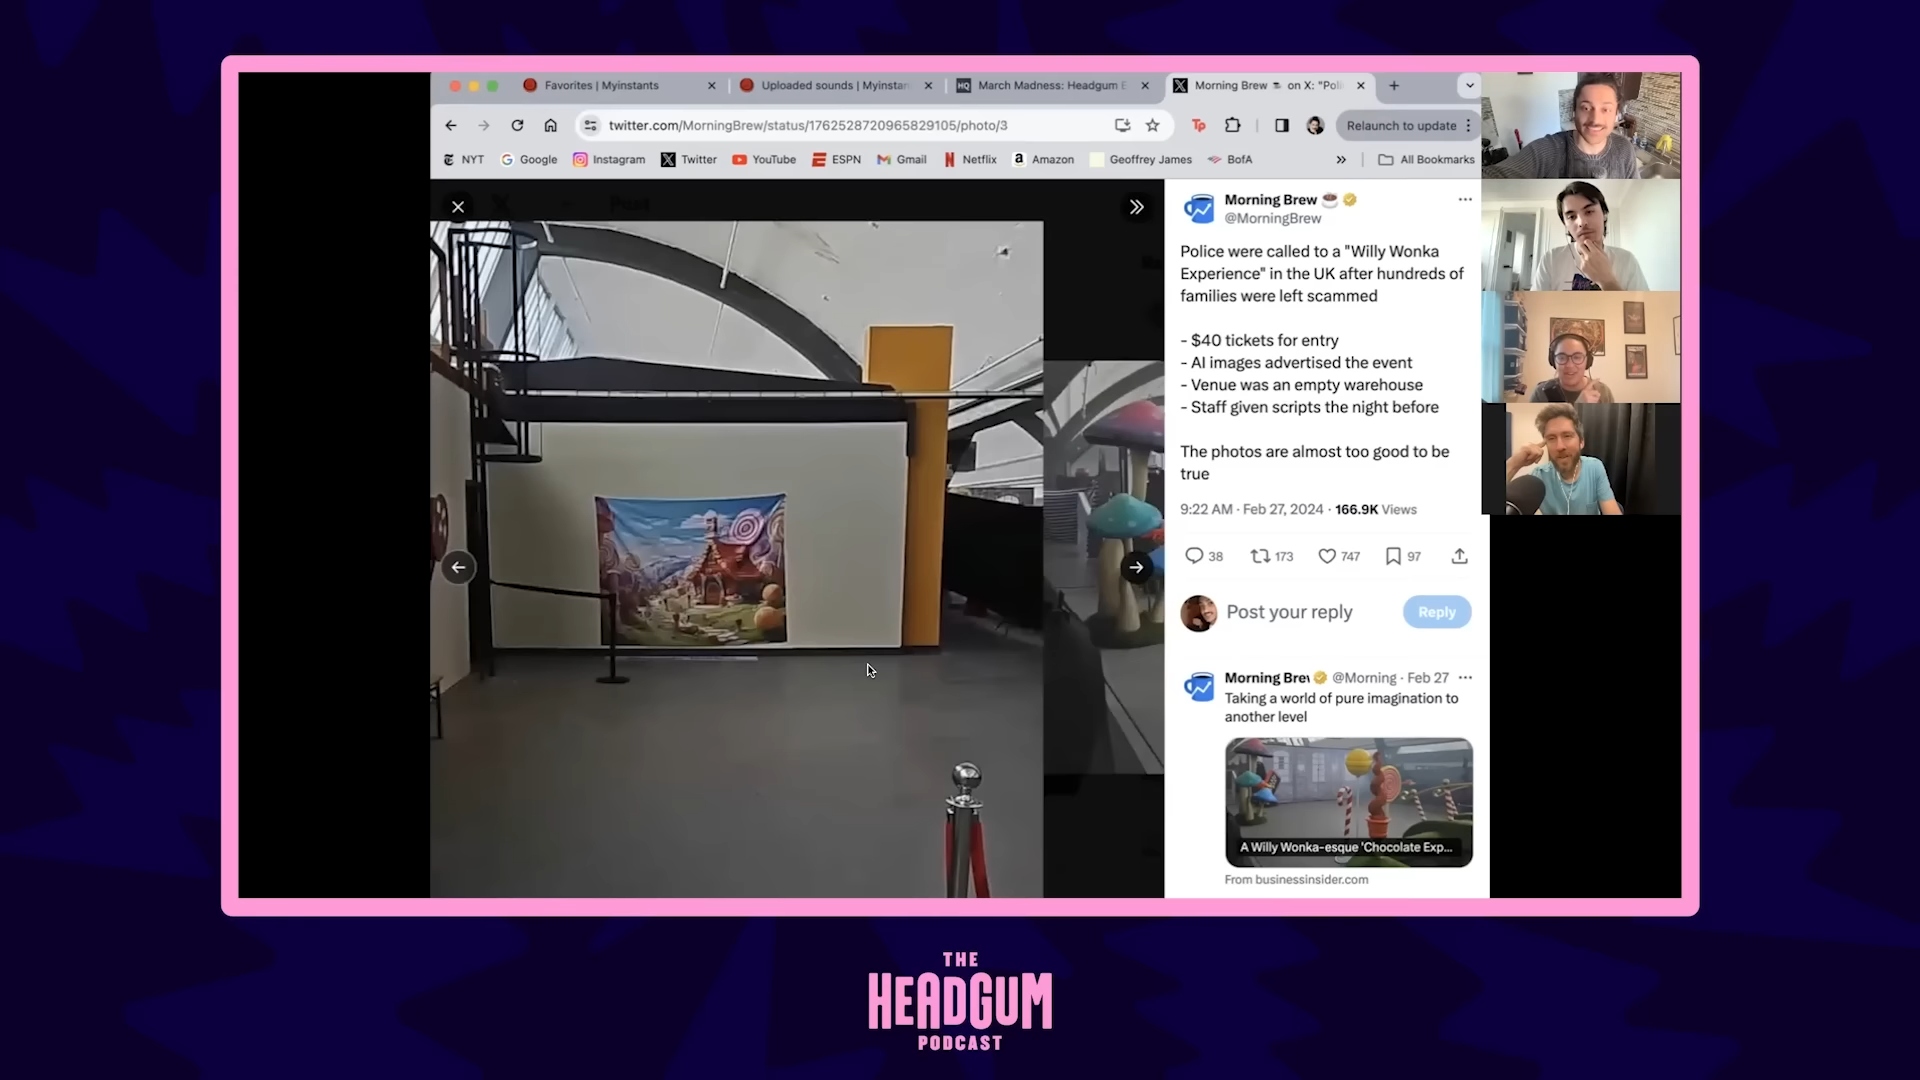 Favorites | Myinstants
Uploaded sounds | Myinstan
March Madness: Headgum E
Morning Brew ☕ on X: "Poli
twitter.com/MorningBrew/status/1762528720965829105/photo/3
Tp
Relaunch to update
NYT
Google
Instagram
Twitter
YouTube
ESPN
Gmail
Netflix
Amazon
Geoffrey James
BofA
All Bookmarks
Post
Morning Brew ☕
@MorningBrew
Police were called to a "Willy Wonka
Experience" in the UK after hundreds of
families were left scammed
- $40 tickets for entry
- AI images advertised the event
- Venue was an empty warehouse
- Staff given scripts the night before
The photos are almost too good to be
true
9:22 AM · Feb 27, 2024 · 166.9K Views
38
173
747
97
Post your reply
Reply
Morning Brew @Morning · Feb 27
Taking a world of pure imagination to
another level
A Willy Wonka-esque 'Chocolate Exp...
From businessinsider.com
THE
HEADGUM
PODCAST